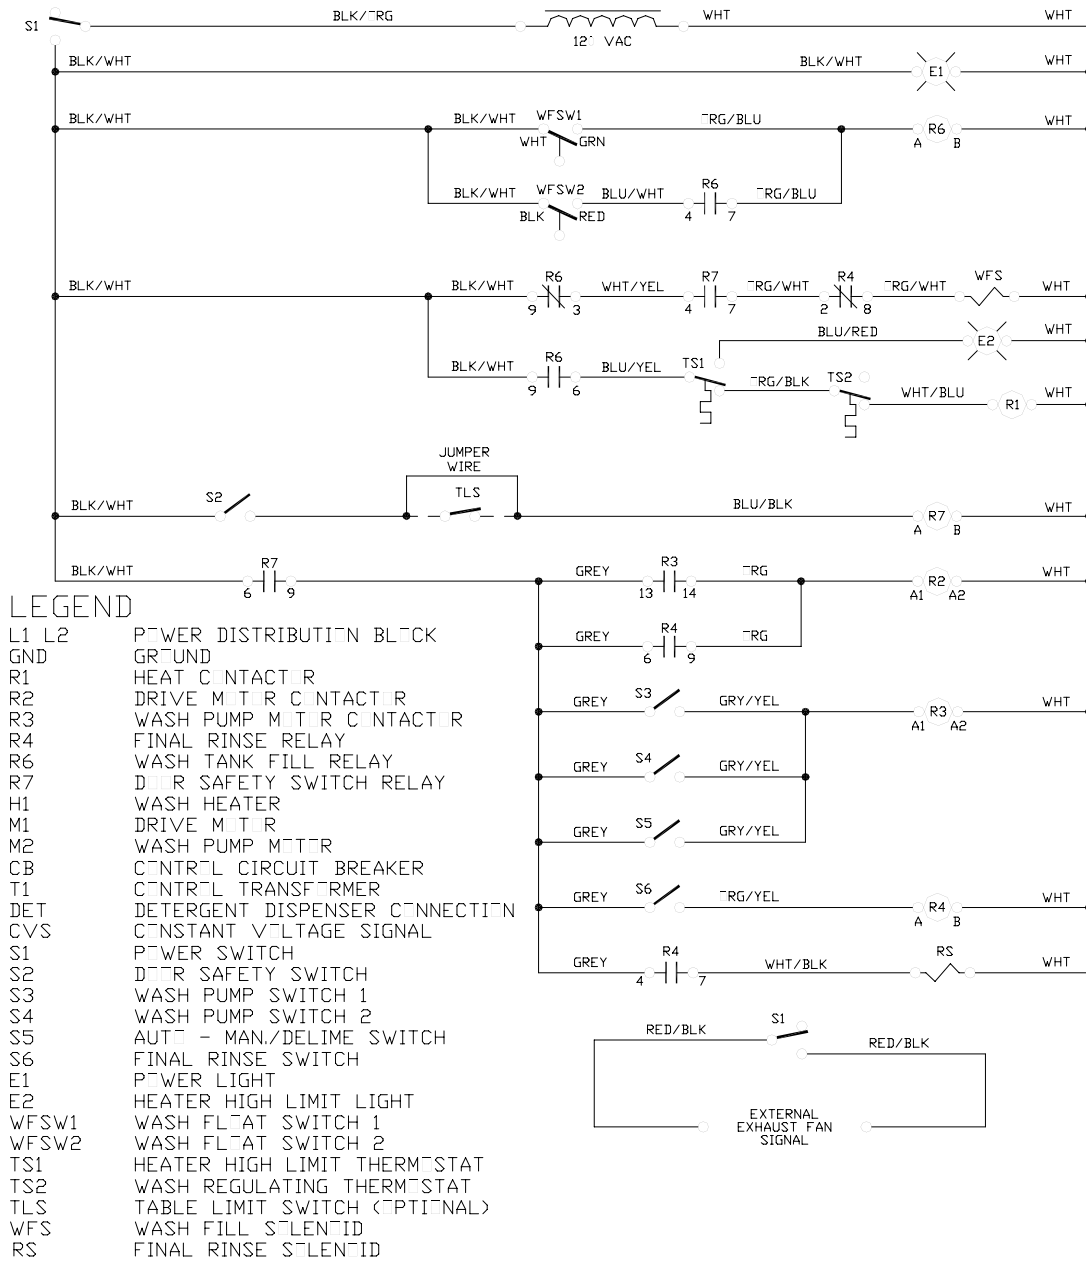 S1 BLK/ORG 120 VAC WHT WHT
BLK/WHT BLK/WHT E1 WHT
BLK/WHT BLK/WHT WFSW1 ORG/BLU R6 WHT
WHT GRN A B
BLK/WHT WFSW2 BLU/WHT R6 ORG/BLU
BLK RED 4 7
BLK/WHT BLK/WHT R6 WHT/YEL R7 ORG/WHT R4 ORG/WHT WFS WHT
9 3 4 7 2 8
BLU/RED E2 WHT
BLK/WHT R6 BLU/YEL TS1 ORG/BLK TS2 WHT/BLU R1 WHT
9 6
JUMPER
WIRE
BLK/WHT S2 TLS BLU/BLK R7 WHT
A B
BLK/WHT R7 GREY R3 ORG R2 WHT
6 9 13 14 A1 A2
GREY R4 ORG
6 9
GREY S3 GRY/YEL R3 WHT
A1 A2
GREY S4 GRY/YEL
GREY S5 GRY/YEL
GREY S6 ORG/YEL R4 WHT
A B
GREY R4 WHT/BLK RS WHT
4 7
RED/BLK S1 RED/BLK
EXTERNAL
EXHAUST FAN
SIGNAL
LEGEND
L1 L2 POWER DISTRIBUTION BLOCK
GND GROUND
R1 HEAT CONTACTOR
R2 DRIVE MOTOR CONTACTOR
R3 WASH PUMP MOTOR CONTACTOR
R4 FINAL RINSE RELAY
R6 WASH TANK FILL RELAY
R7 DOOR SAFETY SWITCH RELAY
H1 WASH HEATER
M1 DRIVE MOTOR
M2 WASH PUMP MOTOR
CB CONTROL CIRCUIT BREAKER
T1 CONTROL TRANSFORMER
DET DETERGENT DISPENSER CONNECTION
CVS CONSTANT VOLTAGE SIGNAL
S1 POWER SWITCH
S2 DOOR SAFETY SWITCH
S3 WASH PUMP SWITCH 1
S4 WASH PUMP SWITCH 2
S5 AUTO - MAN./DELIME SWITCH
S6 FINAL RINSE SWITCH
E1 POWER LIGHT
E2 HEATER HIGH LIMIT LIGHT
WFSW1 WASH FLOAT SWITCH 1
WFSW2 WASH FLOAT SWITCH 2
TS1 HEATER HIGH LIMIT THERMOSTAT
TS2 WASH REGULATING THERMOSTAT
TLS TABLE LIMIT SWITCH (OPTIONAL)
WFS WASH FILL SOLENOID
RS FINAL RINSE SOLENOID